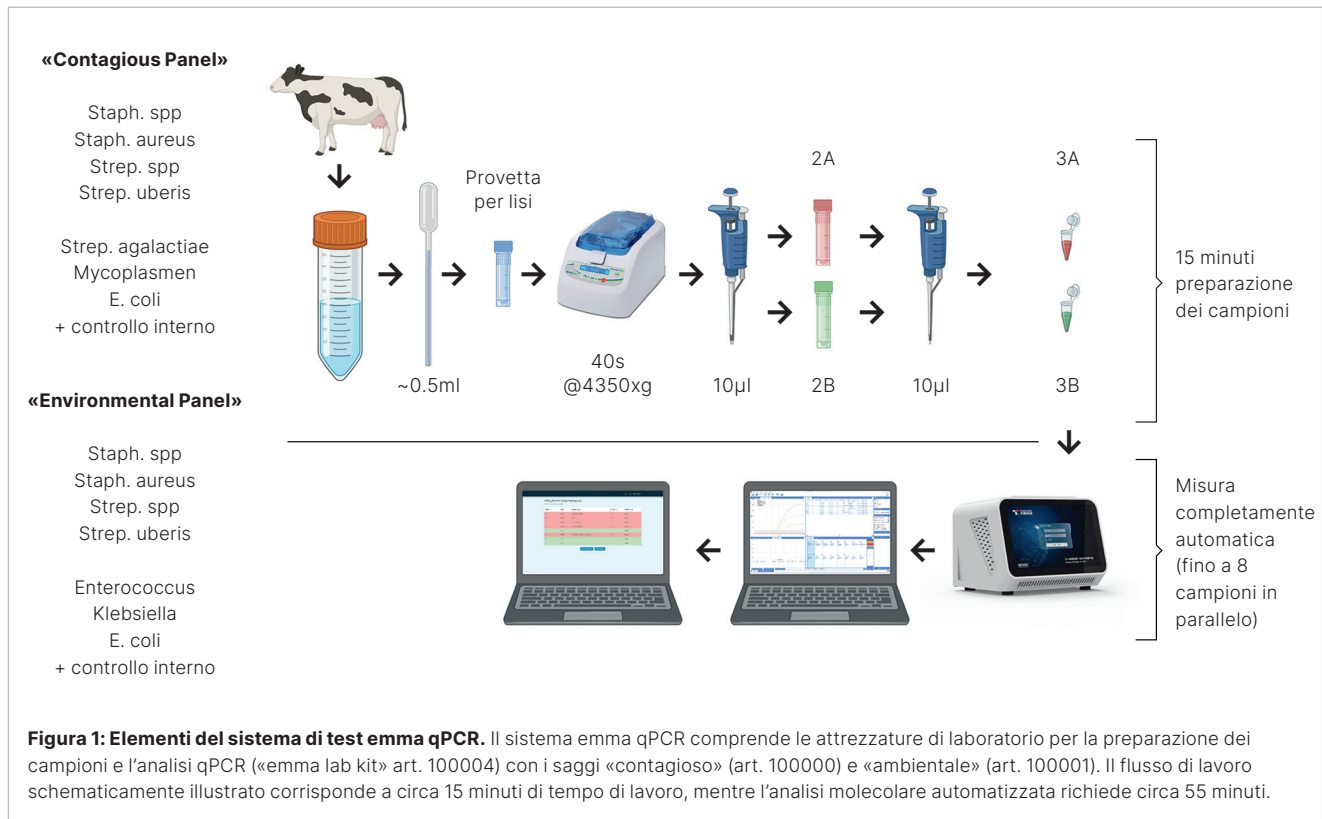 «Contagious Panel»
Staph. spp
Staph. aureus
Strep. spp
Strep. uberis
Strep. agalactiae
Mycoplasmen
E. coli
+ controllo interno
«Environmental Panel»
Staph. spp
Staph. aureus
Strep. spp
Strep. uberis
Enterococcus
Klebsiella
E. coli
+ controllo interno
Provetta
per lisi
~0.5ml
40s
@4350xg
10µl
2A
2B
10µl
3A
3B
15 minuti
preparazione
dei campioni
Misura
completamente
automatica
(fino a 8
campioni in
parallelo)
Figura 1: Elementi del sistema di test emma qPCR. Il sistema emma qPCR comprende le attrezzature di laboratorio per la preparazione dei
campioni e l’analisi qPCR («emma lab kit» art. 100004) con i saggi «contagioso» (art. 100000) e «ambientale» (art. 100001). Il flusso di lavoro
schematicamente illustrato corrisponde a circa 15 minuti di tempo di lavoro, mentre l’analisi molecolare automatizzata richiede circa 55 minuti.